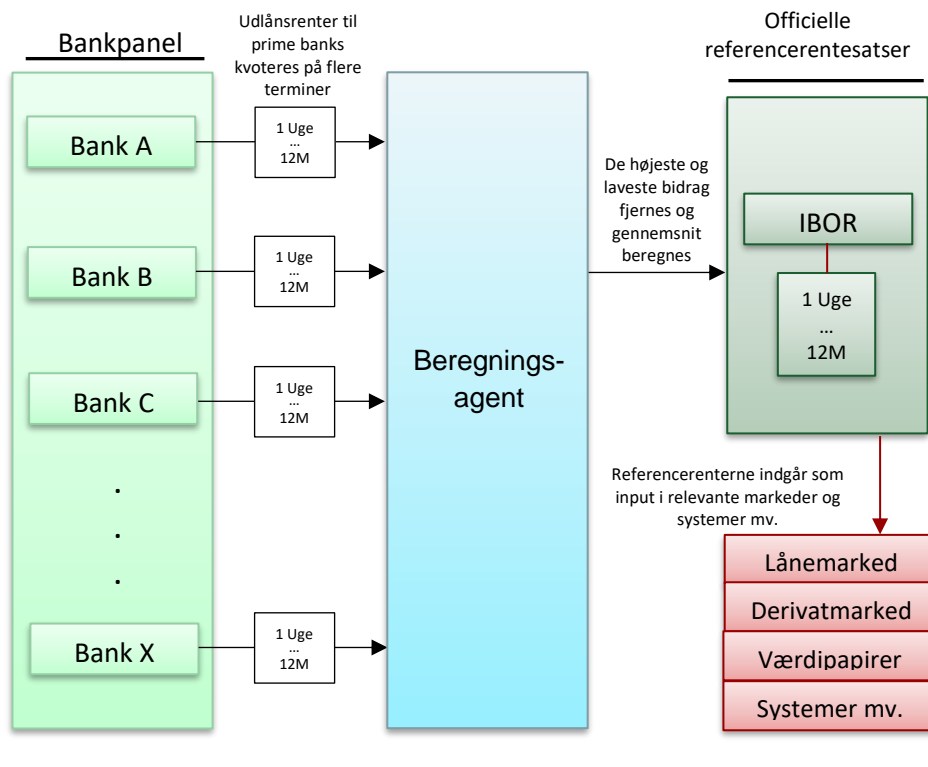 Bankpanel
Udlånsrenter til
prime banks
kvoteres på flere
terminer
Officielle
referencerentesatser
Bank A
1 Uge
...
12M
Bank B
1 Uge
...
12M
Bank C
1 Uge
...
12M
.
.
.
Bank X
1 Uge
...
12M
Beregnings-
agent
De højeste og
laveste bidrag
fjernes og
gennemsnit
beregnes
IBOR
1 Uge
...
12M
Referencerenterne indgår som
input i relevante markeder og
systemer mv.
Lånemarked
Derivatmarked
Værdipapirer
Systemer mv.